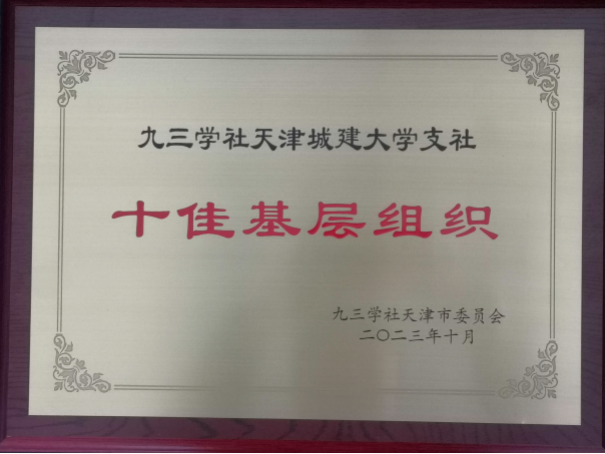 九三学社天津城建大学支社
十佳基层组织
九三学社天津市委员会
二〇二三年十月